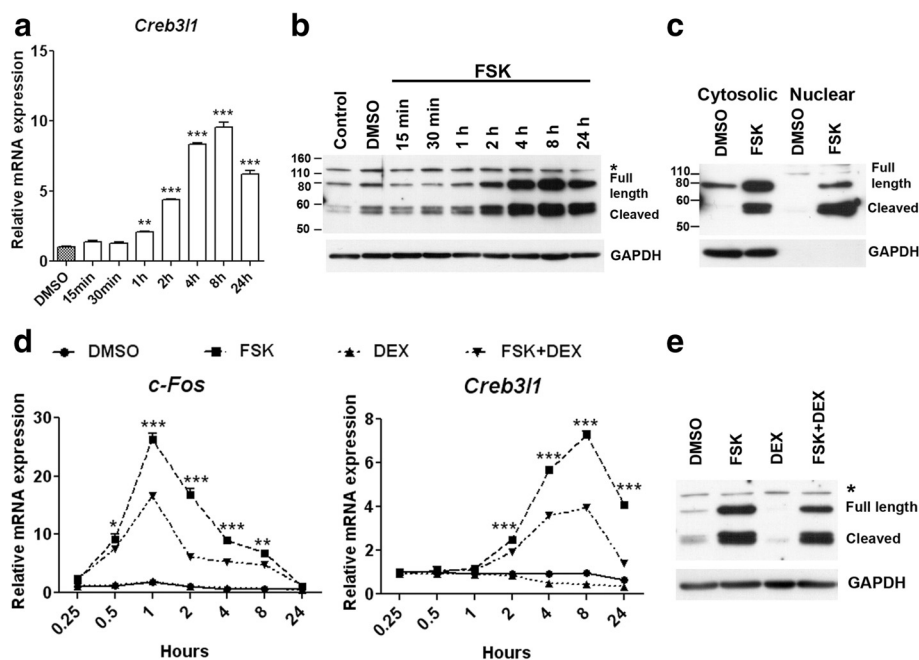 a
Creb3l1
Relative mRNA expression
15
10
5
0
** *** *** *** ***
DMSO 15min 30min 1h 2h 4h 8h 24h
b
FSK
Control DMSO 15 min 30 min 1 h 2 h 4 h 8 h 24 h
160
110
80
60
50
*
Full
length
Cleaved
GAPDH
c
Cytosolic Nuclear
DMSO FSK DMSO FSK
110
80
60
50
Full
length
Cleaved
GAPDH
d
DMSO FSK DEX FSK+DEX
c-Fos
Relative mRNA expression
30
20
10
0
* *** *** *** **
0.25 0.5 1 2 4 8 24
Hours
Creb3l1
Relative mRNA expression
8
6
4
2
0
*** *** *** ***
0.25 0.5 1 2 4 8 24
Hours
e
DMSO FSK DEX FSK+DEX
*
Full length
Cleaved
GAPDH